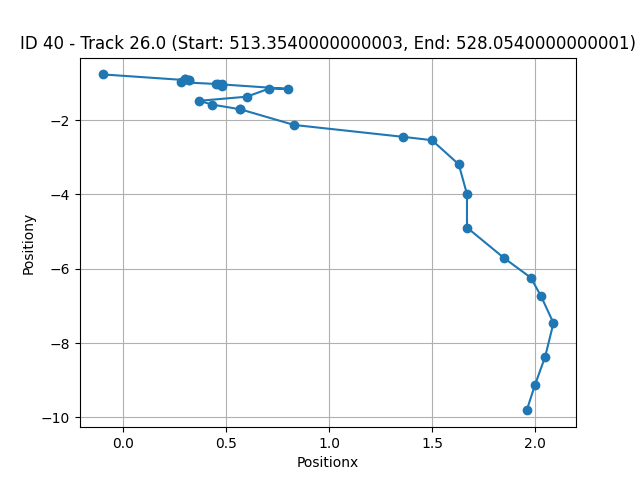 ID 40 - Track 26.0 (Start: 513.3540000000003, End: 528.0540000000001)
Positiony
−2
−4
−6
−8
−10
0.0 0.5 1.0 1.5 2.0
Positionx